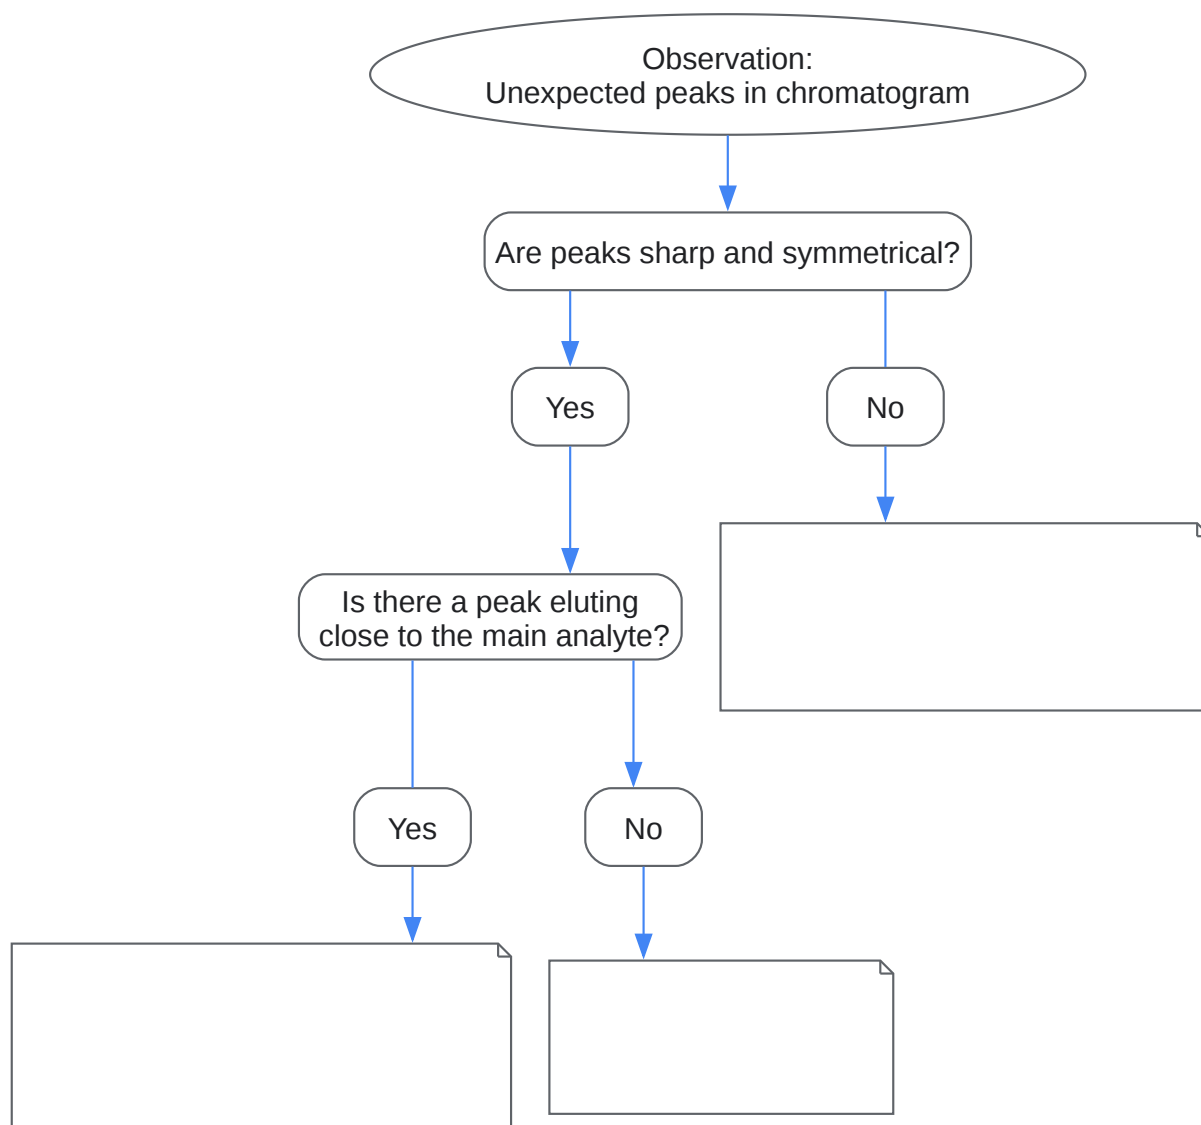 Observation:
Unexpected peaks in chromatogram
Are peaks sharp and symmetrical?
Yes
No
Is there a peak eluting
close to the main analyte?
Yes
No